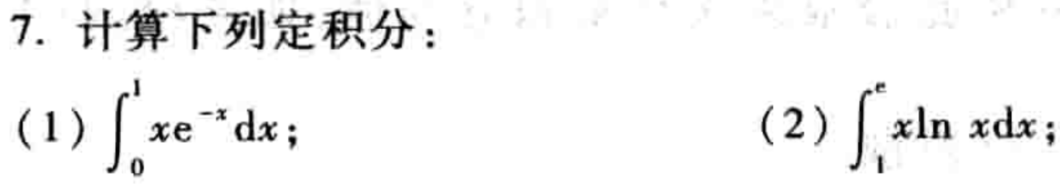 7. 计算下列定积分：
(1) ∫₀¹ xe⁻ˣdx; (2) ∫₁ᵉ xln xdx;